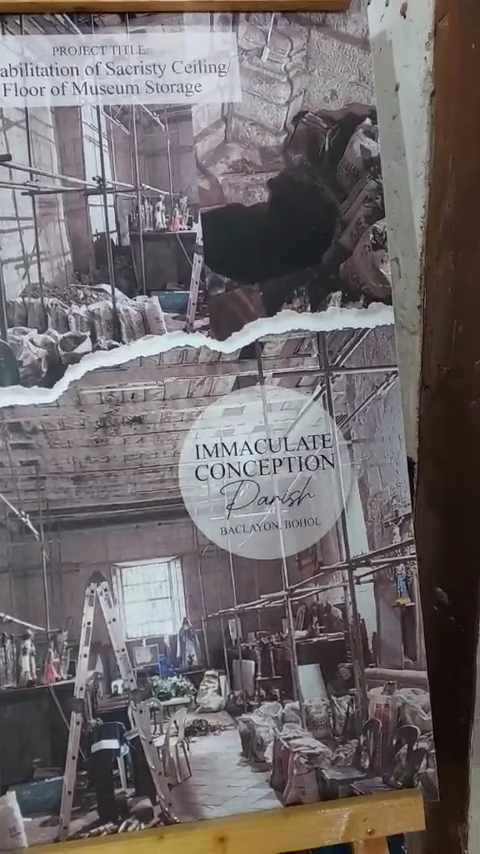 PROJECT TITLE:
abilitation of Sacristy Ceiling/
Floor of Museum Storage
IMMACULATE
CONCEPTION
Parish
BACLAYON, BOHOL